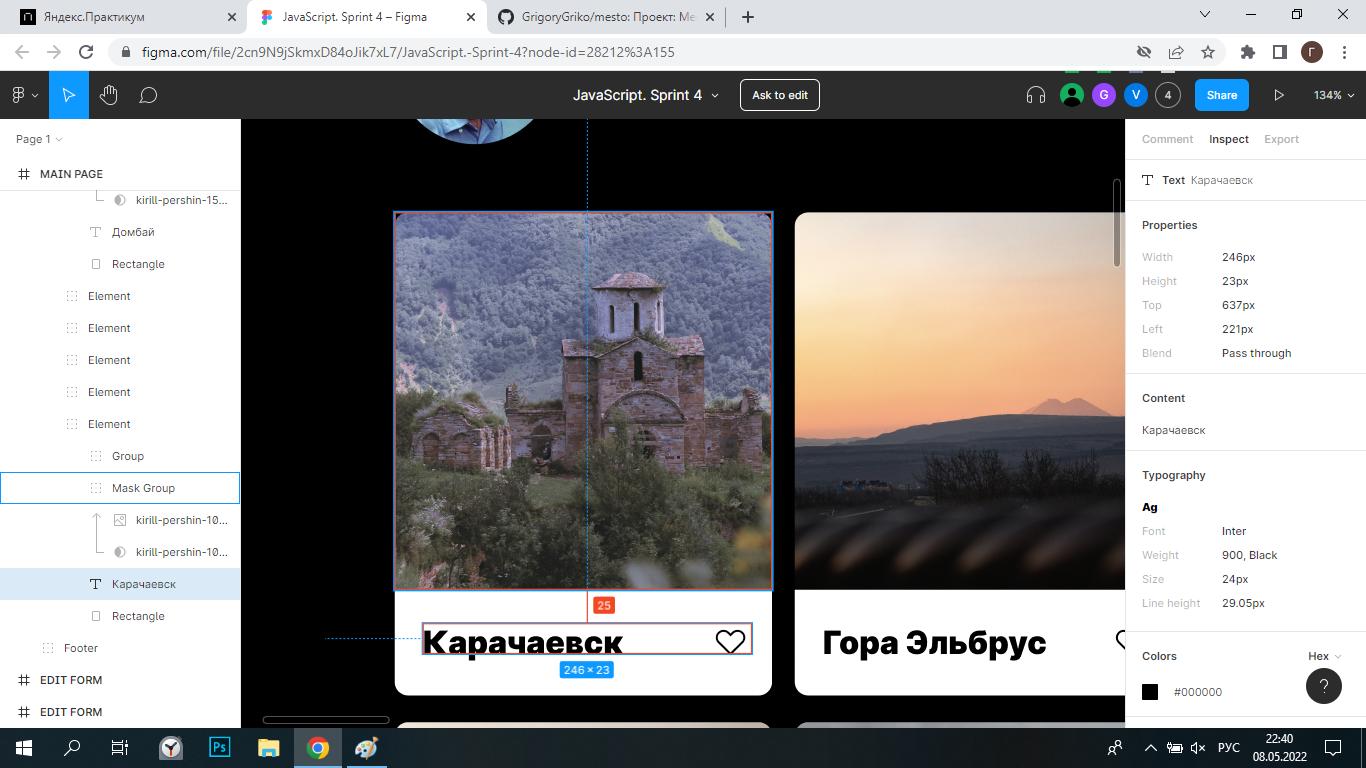 Яндекс.Практикум
JavaScript. Sprint 4 – Figma
GrigoryGriko/mesto: Проект: Ме
figma.com/file/2cn9N9jSkmxD84oJik7xL7/JavaScript.-Sprint-4?node-id=28212%3A155
Г
JavaScript. Sprint 4
Ask to edit
G
V
4
Share
134%
Page 1
MAIN PAGE
kirill-pershin-15...
Домбай
Rectangle
Element
Element
Element
Element
Element
Group
Mask Group
kirill-pershin-10...
kirill-pershin-10...
Карачаевск
Rectangle
Footer
EDIT FORM
EDIT FORM
25
Карачаевск
246 × 23
Гора Эльбрус
Comment
Inspect
Export
Text Карачаевск
Properties
Width 246px
Height 23px
Top 637px
Left 221px
Blend Pass through
Content
Карачаевск
Typography
Ag
Font Inter
Weight 900, Black
Size 24px
Line height 29.05px
Colors Hex
#000000
?
Ps
РУС
22:40
08.05.2022